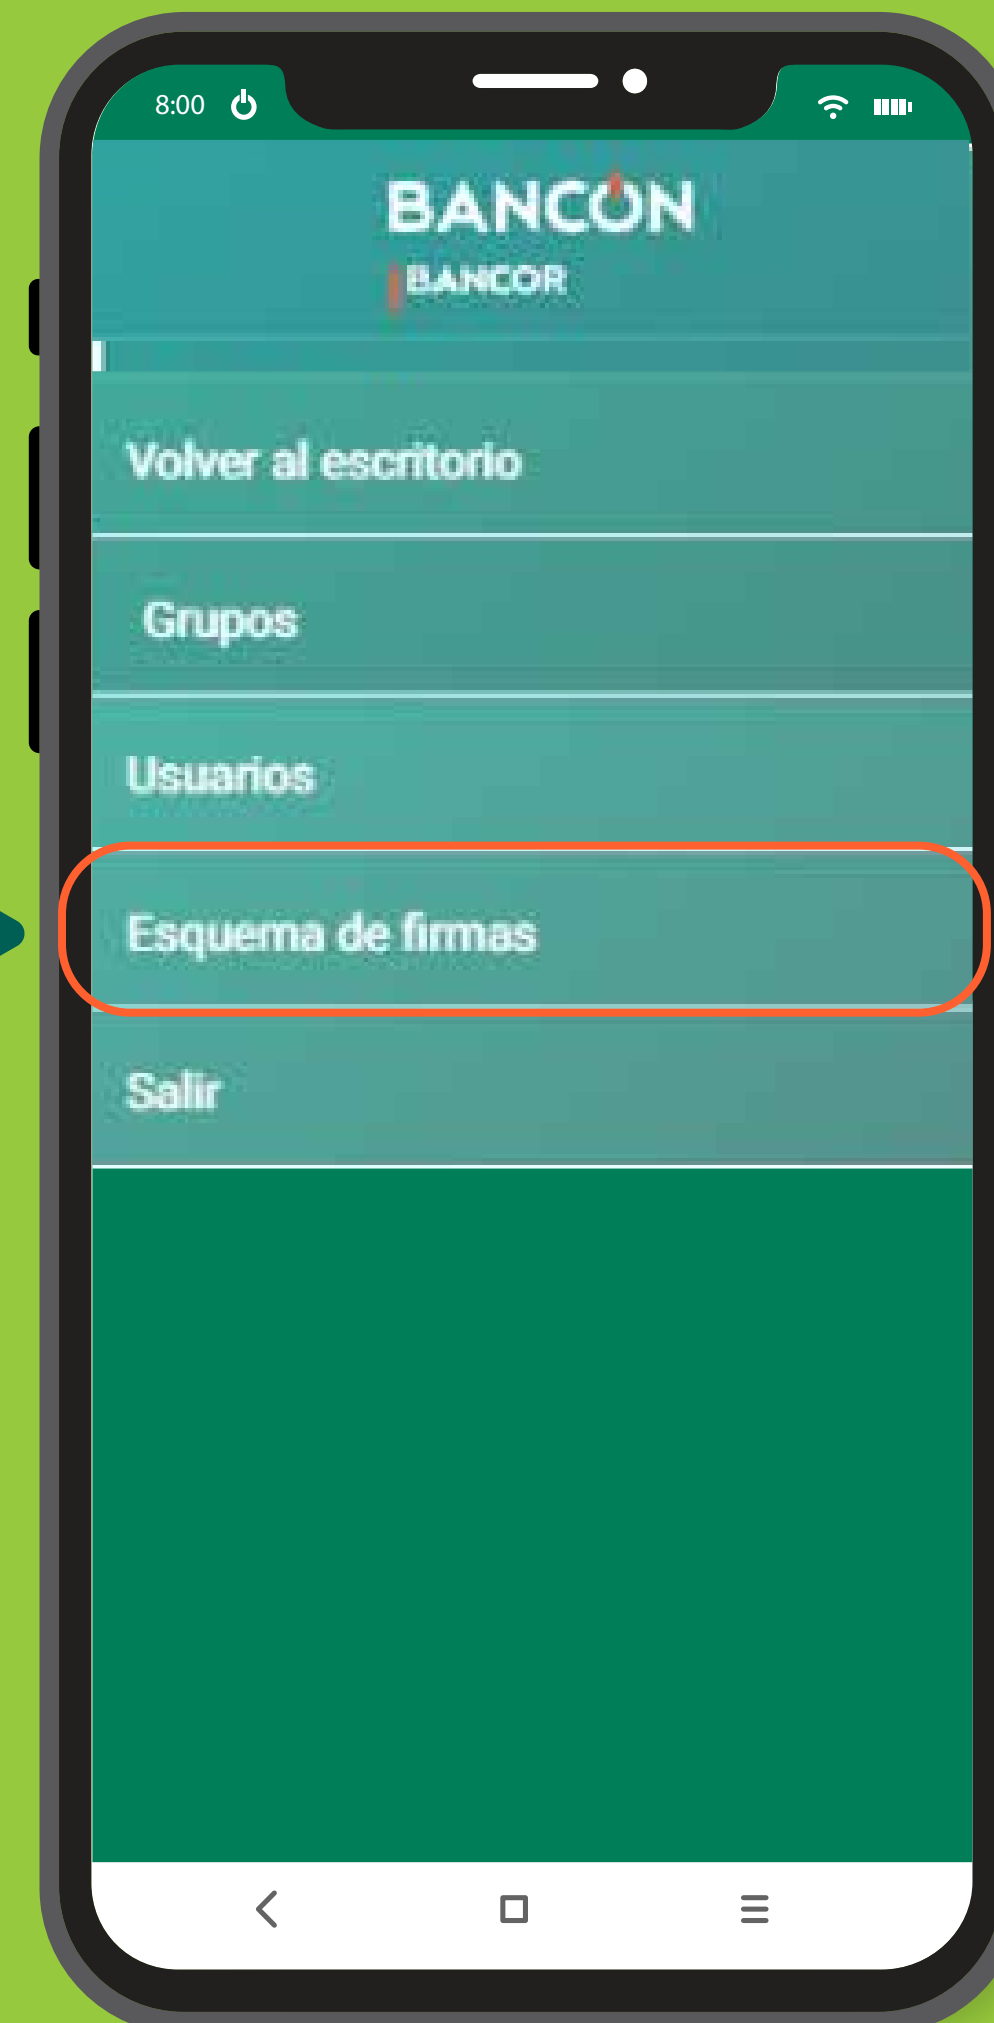 8:00
BANCÓN
BANCOR
Volver al escritorio
Grupos
Usuarios
Esquema de firmas
Salir